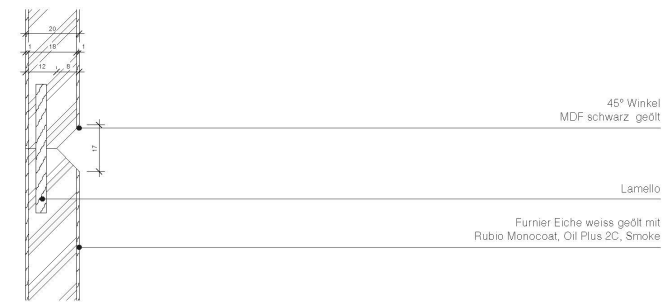 20
1 18 1
12 8
45° Winkel
MDF schwarz geölt
17
Lamello
Furnier Eiche weiss geölt mit
Rubio Monocoat, Oil Plus 2C, Smoke